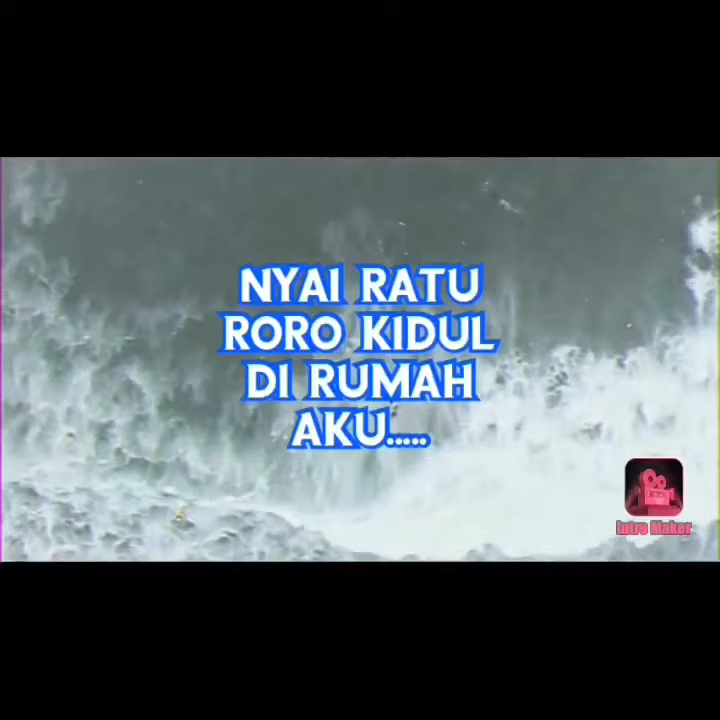 NYAI RATU
RORO KIDUL
DI RUMAH
AKU.....
Intro Maker